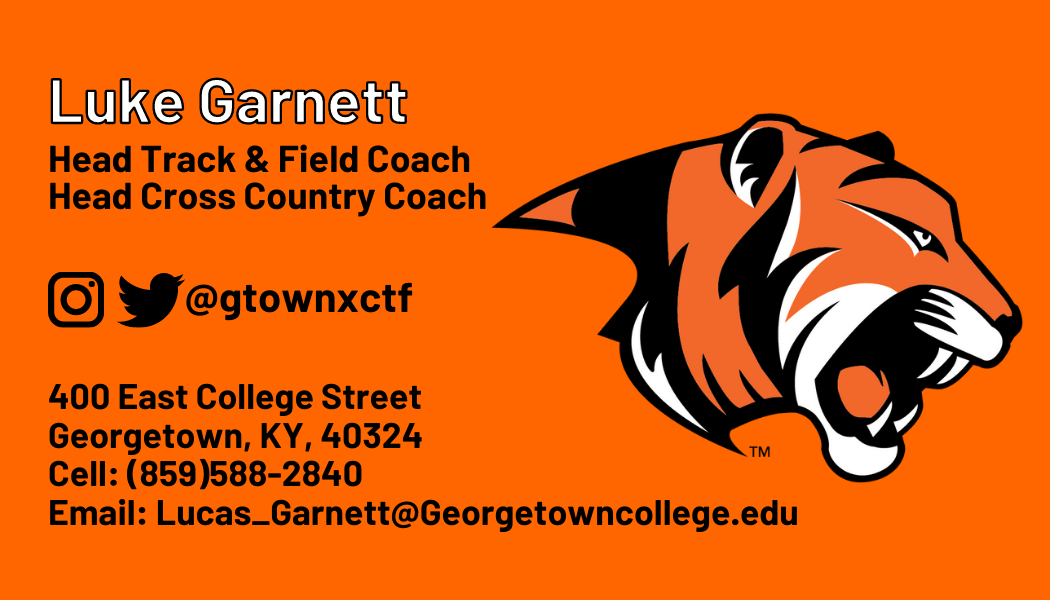 Luke Garnett
Head Track & Field Coach
Head Cross Country Coach
@gtownxctf
400 East College Street
Georgetown, KY, 40324
Cell: (859)588-2840
Email: Lucas_Garnett@Georgetowncollege.edu
TM